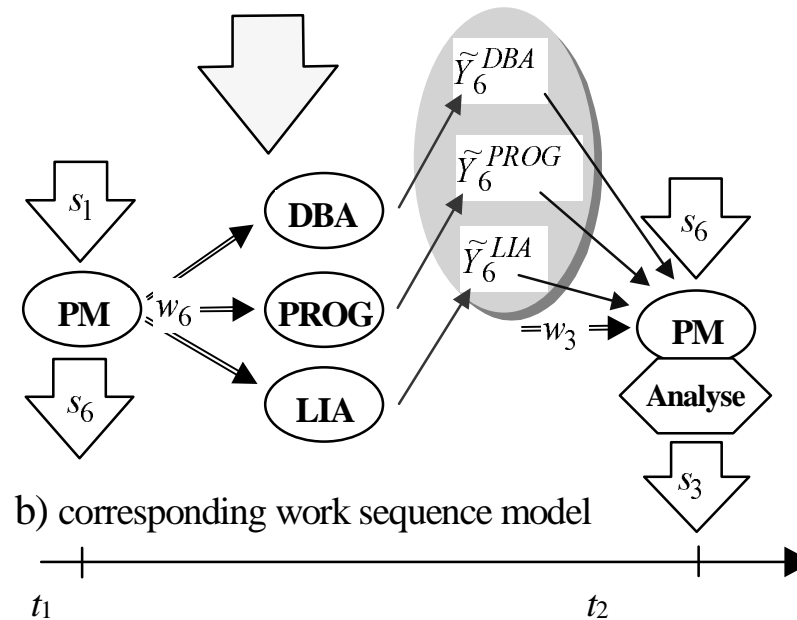 Ỹ₆ᴰᴮᴬ
s₁
DBA
Ỹ₆ᴾᴿᴼᴳ
s₆
PM
w₆
PROG
Ỹ₆ᴸᴵᴬ
=w₃
PM
s₆
LIA
Analyse
s₃
b) corresponding work sequence model
t₁
t₂